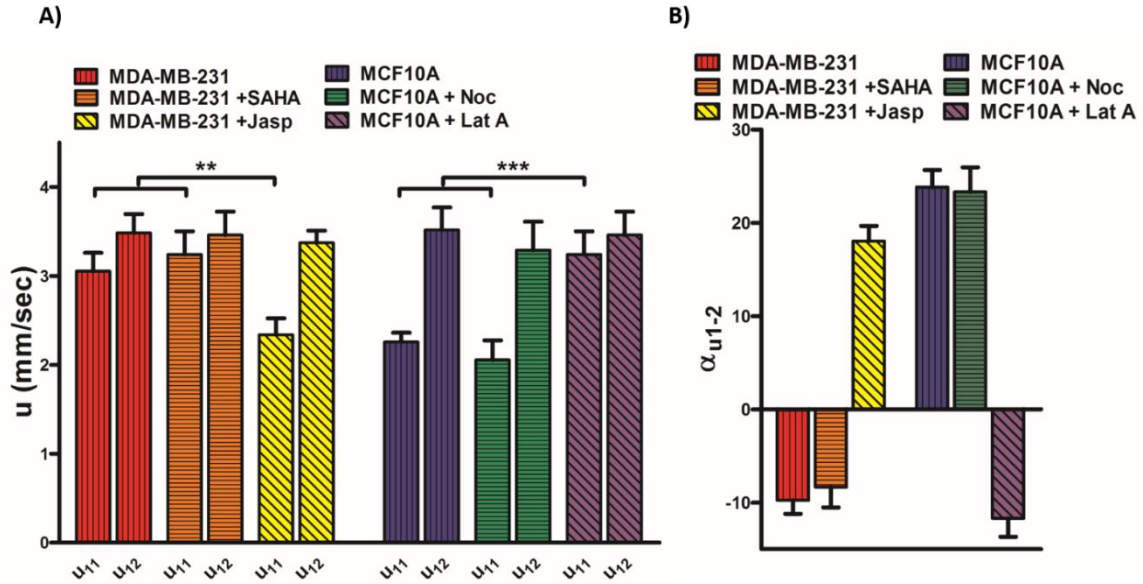 A)
MDA-MB-231
MDA-MB-231 +SAHA
MDA-MB-231 +Jasp
MCF10A
MCF10A + Noc
MCF10A + Lat A
**
***
4
3
2
1
0
u (mm/sec)
u₁₁ u₁₂ u₁₁ u₁₂ u₁₁ u₁₂ u₁₁ u₁₂ u₁₁ u₁₂ u₁₁ u₁₂
B)
MDA-MB-231
MDA-MB-231 +SAHA
MDA-MB-231 +Jasp
MCF10A
MCF10A + Noc
MCF10A + Lat A
30
20
10
0
-10
αu1-2